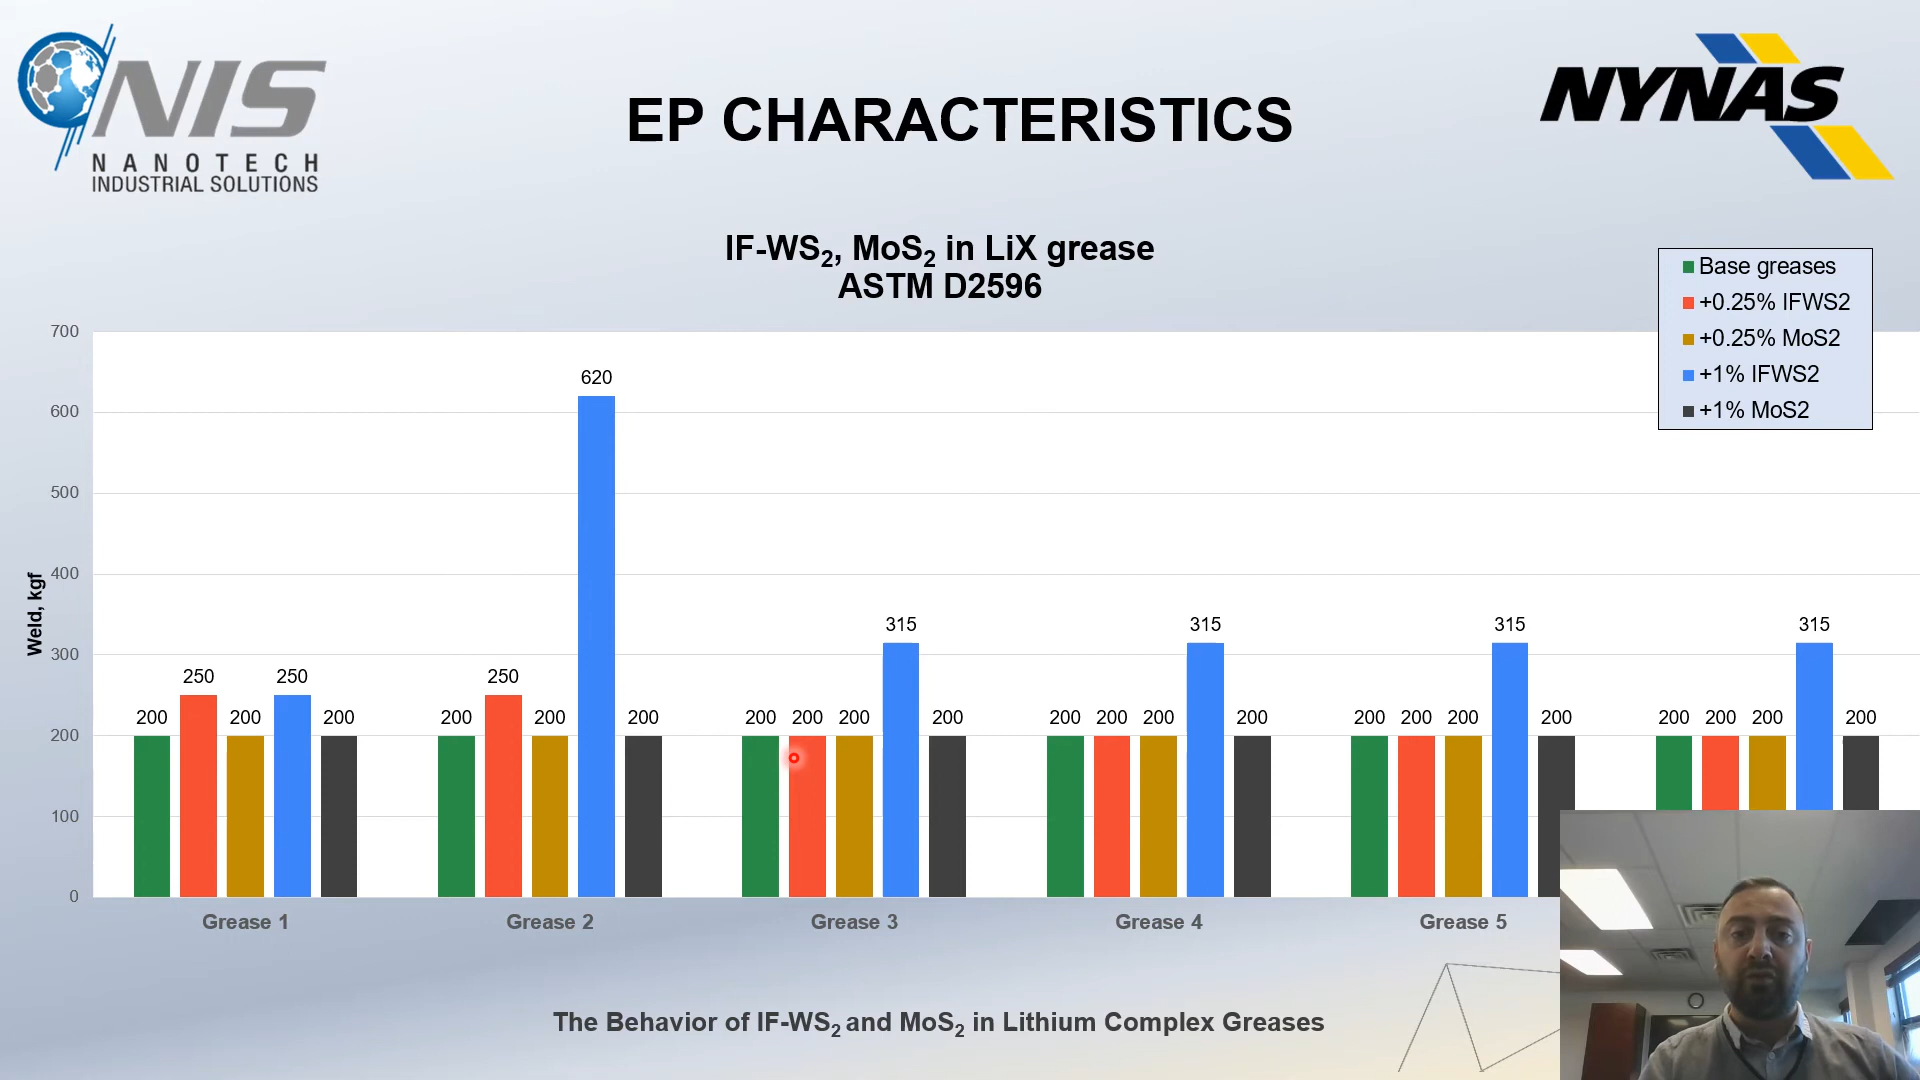 NIS
NANOTECH
INDUSTRIAL SOLUTIONS
EP CHARACTERISTICS
NYNAS
IF-WS2, MoS2 in LiX grease
ASTM D2596
Base greases
+0.25% IFWS2
+0.25% MoS2
+1% IFWS2
+1% MoS2
Weld, kgf
700
600
500
400
300
200
100
0
200 250 200 250 200
200 250 200 620 200
200 200 200 315 200
200 200 200 315 200
200 200 200 315 200
200 200 200 315 200
Grease 1 Grease 2 Grease 3 Grease 4 Grease 5
The Behavior of IF-WS2 and MoS2 in Lithium Complex Greases